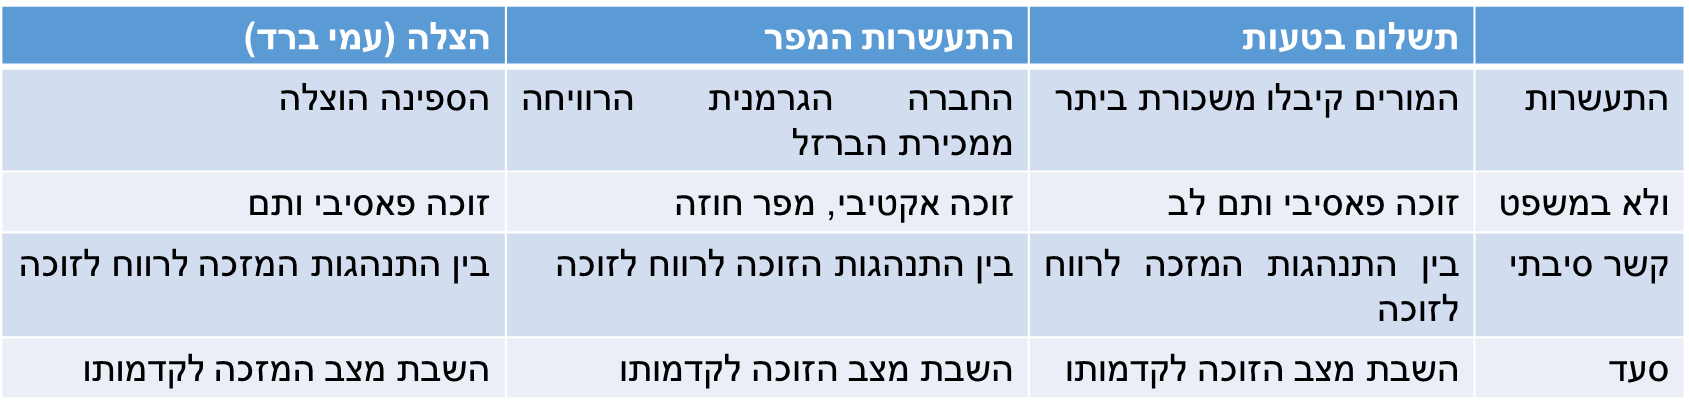 תשלום בטעות התעשרות המפר הצלה (עמי ברד)
התעשרות המורים קיבלו משכורת ביתר החברה הגרמנית הרוויחה הספינה הוצלה
ממכירת הברזל
ולא במשפט זוכה פאסיבי ותם לב זוכה אקטיבי, מפר חוזה זוכה פאסיבי ותם
קשר סיבתי בין התנהגות המזכה לרווח בין התנהגות הזוכה לרווח לזוכה בין התנהגות המזכה לרווח לזוכה
לזוכה
סעד השבת מצב הזוכה לקדמותו השבת מצב הזוכה לקדמותו השבת מצב המזכה לקדמותו